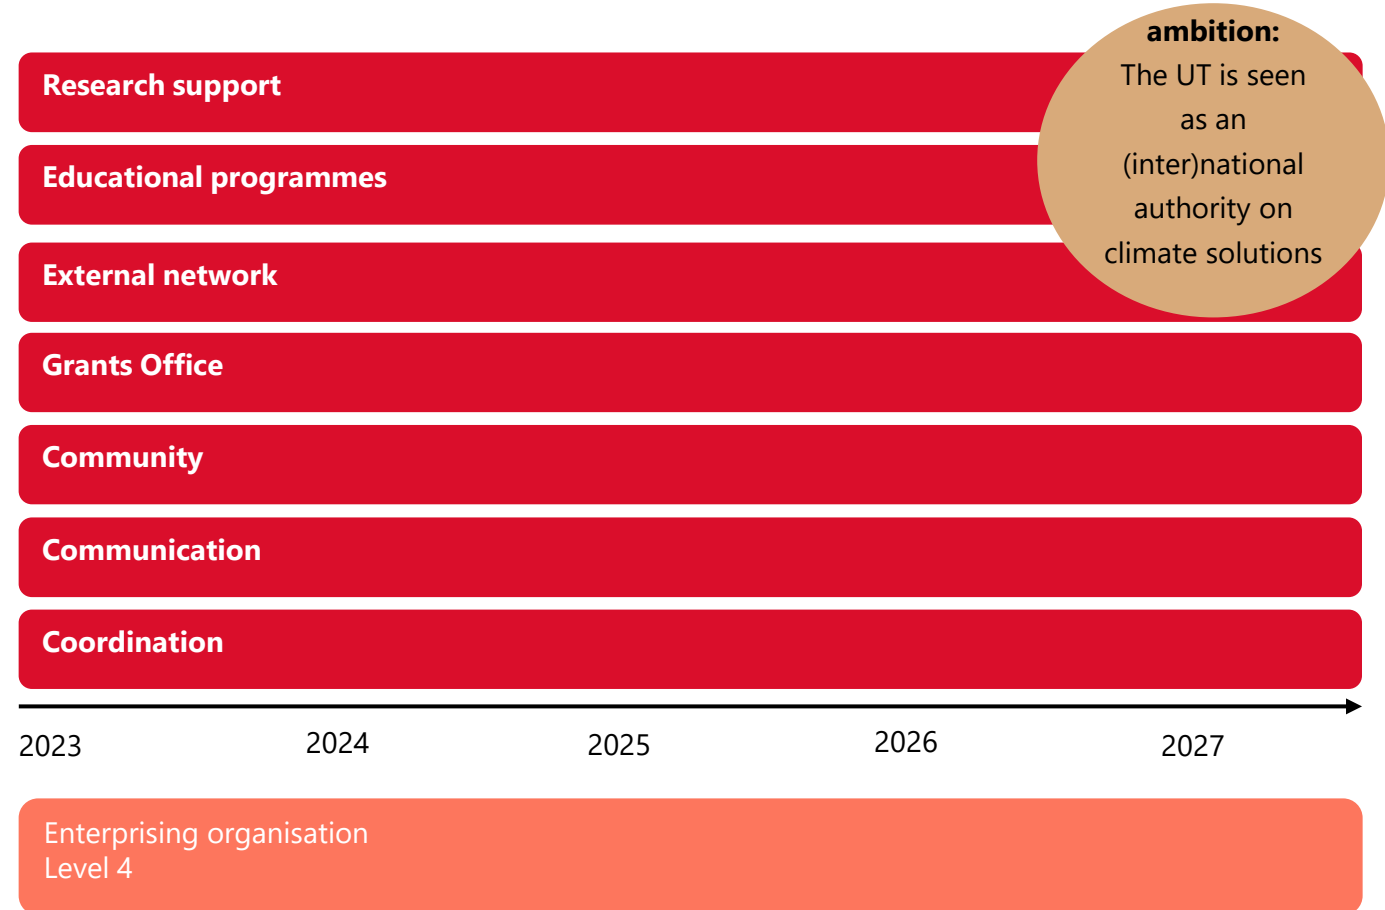 ambition:
The UT is seen
as an
(inter)national
authority on
climate solutions
Research support
Educational programmes
External network
Grants Office
Community
Communication
Coordination
2023
2024
2025
2026
2027
Enterprising organisation
Level 4